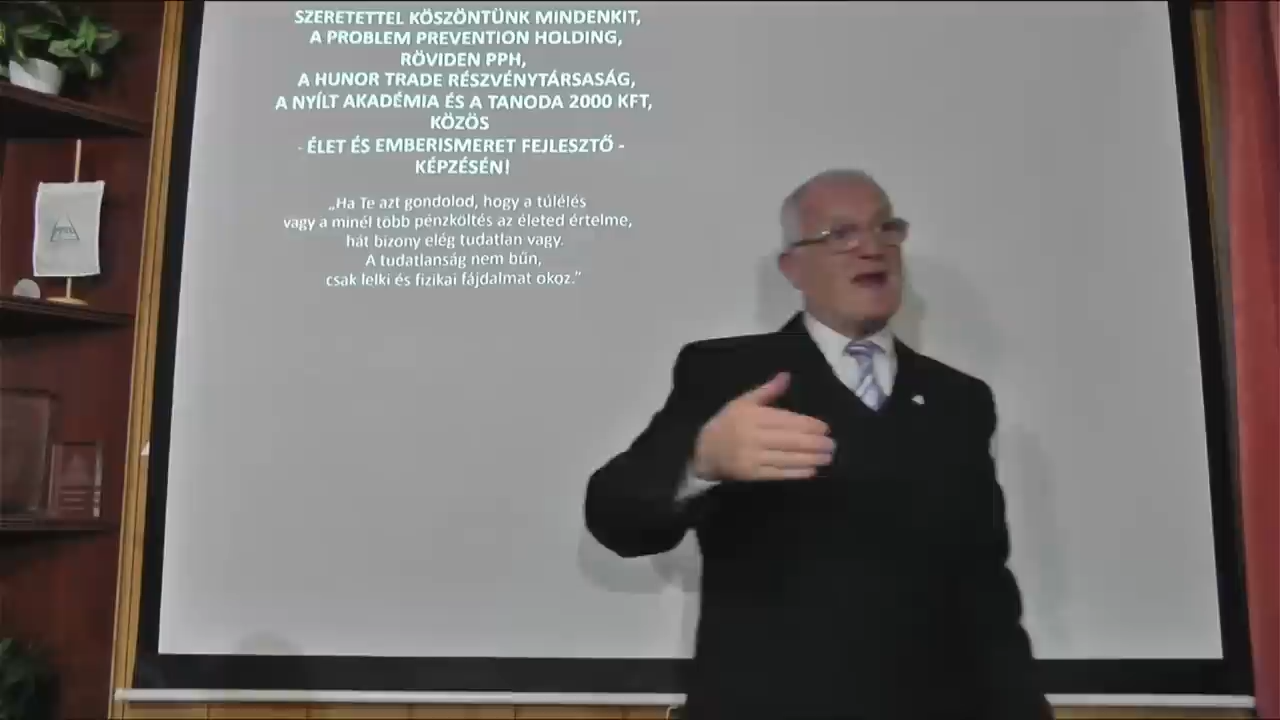 SZERETETTEL KÖSZÖNTÜNK MINDENKIT,
A PROBLEM PREVENTION HOLDING,
RÖVIDEN PPH,
A HUNOR TRADE RÉSZVÉNYTÁRSASÁG,
A NYÍLT AKADÉMIA ÉS A TANODA 2000 KFT,
KÖZÖS
- ÉLET ÉS EMBERISMERET FEJLESZTŐ -
KÉPZÉSÉN!
„Ha Te azt gondolod, hogy a túlélés
vagy a minél több pénzköltés az életed értelme,
hát bizony elég tudatlan vagy.
A tudatlanság nem bűn,
csak lelki és fizikai fájdalmat okoz.”